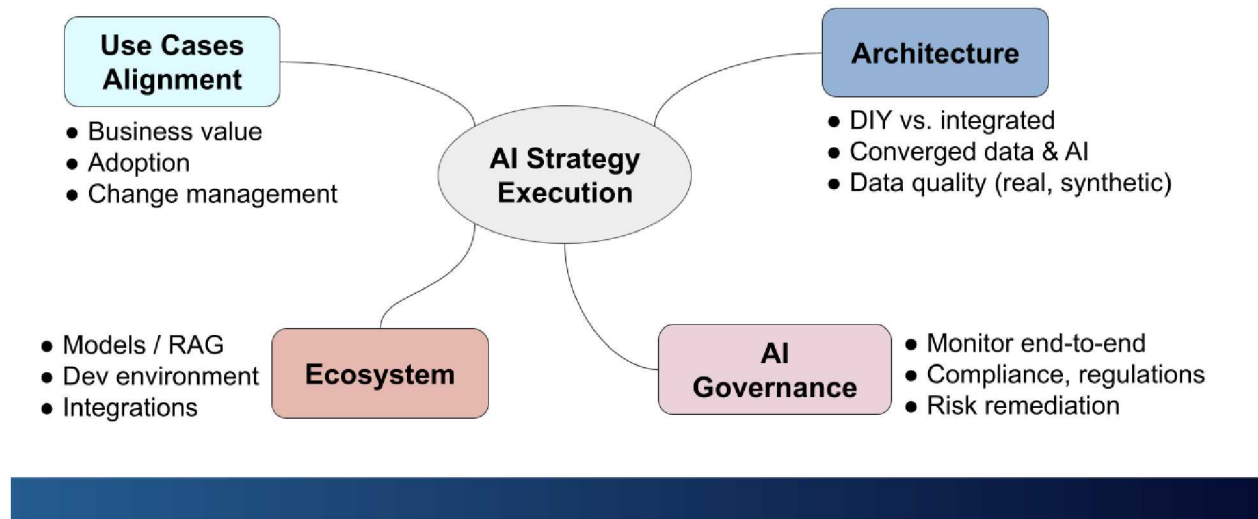 Use Cases
Alignment
● Business value
● Adoption
● Change management
AI Strategy
Execution
Architecture
● DIY vs. integrated
● Converged data & AI
● Data quality (real, synthetic)
● Models / RAG
● Dev environment
● Integrations
Ecosystem
AI
Governance
● Monitor end-to-end
● Compliance, regulations
● Risk remediation